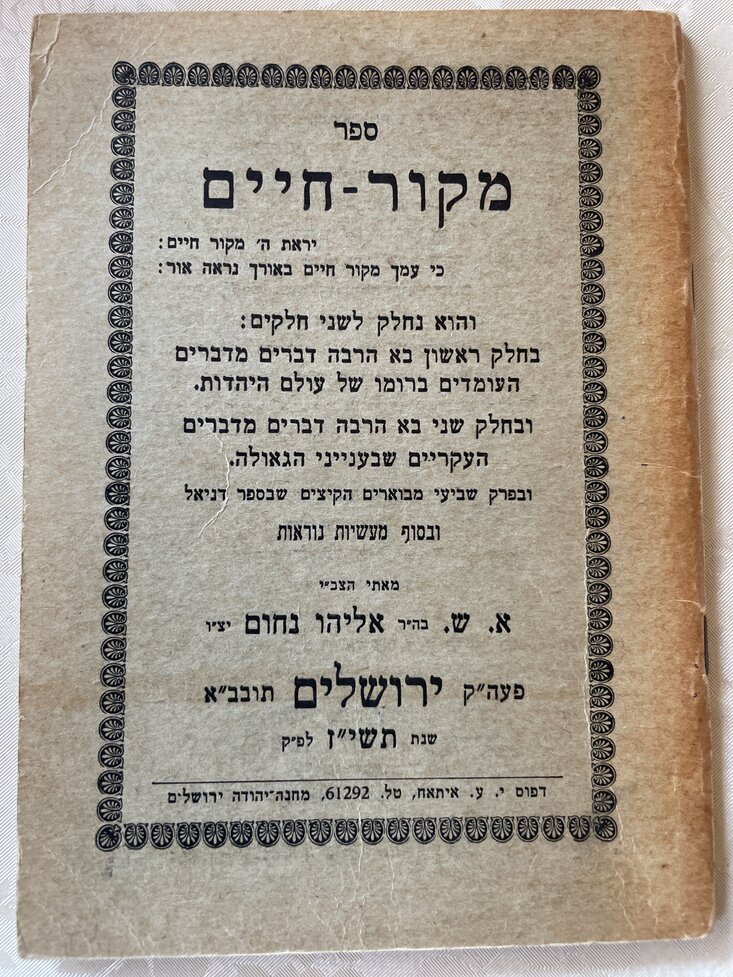 ספר
מקור-חיים
יראת ה׳ מקור חיים:
כי עמך מקור חיים באורך נראה אור:
והוא נחלק לשני חלקים:
בחלק ראשון בא הרבה דברים מדברים
העומדים ברומו של עולם היהדות.
ובחלק שני בא הרבה דברים מדברים
העקריים שבענייני הגאולה.
ובפרק שביעי מבוארים הקיצים שבספר דניאל
ובסוף מעשיות נוראות
מאתי הצב״י
א. ש. בה״ר אליהו נחום יצ״ו
פעה״ק ירושלים תובב״א
שנת תשי״ז לפ״ק
דפוס י. ע. איתאח, טל. 61292, מחנה־יהודה ירושלים